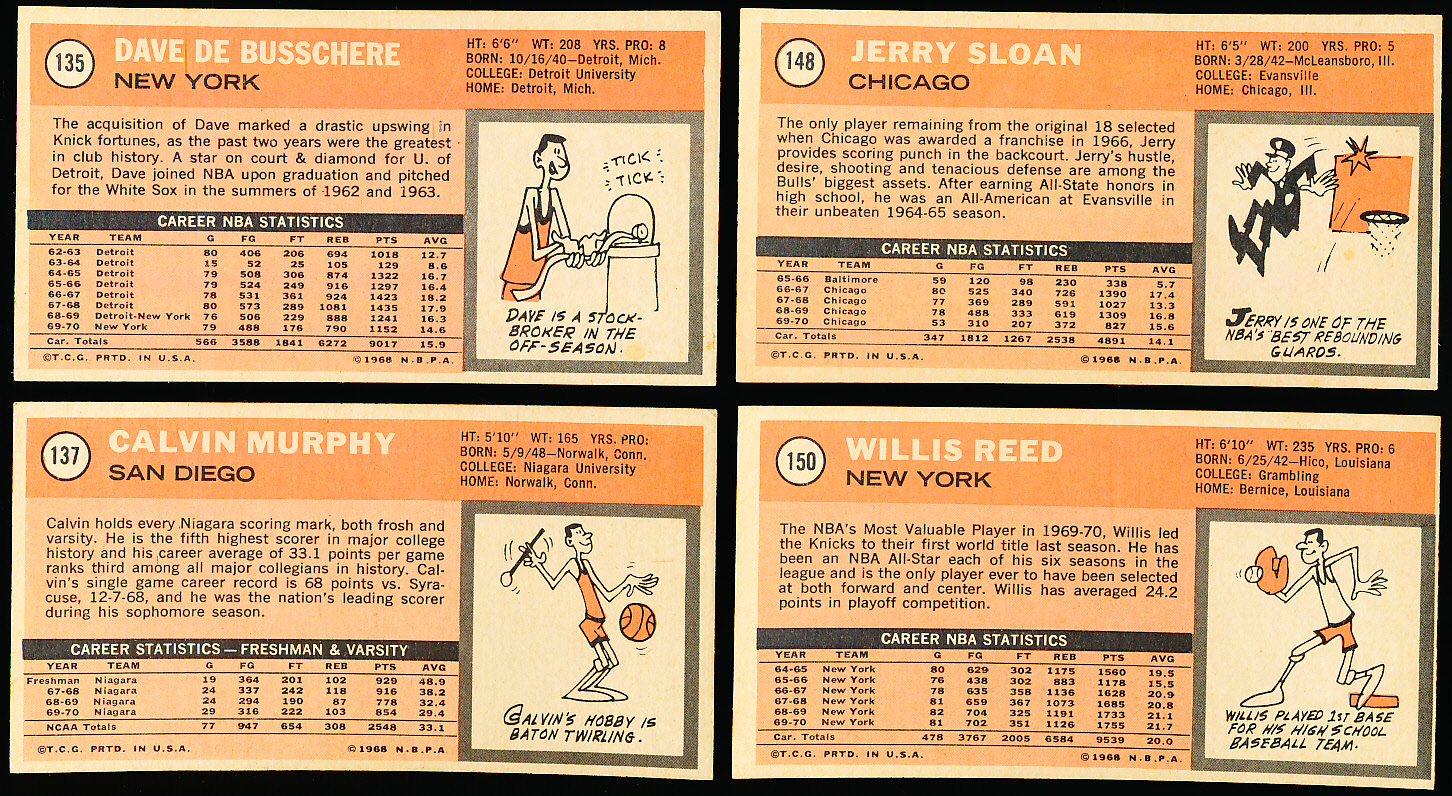 135
DAVE DE BUSSCHERE
NEW YORK
HT: 6'6" WT: 208 YRS. PRO: 8
BORN: 10/16/40—Detroit, Mich.
COLLEGE: Detroit University
HOME: Detroit, Mich.
The acquisition of Dave marked a drastic upswing in
Knick fortunes, as the past two years were the greatest
in club history. A star on court & diamond for U. of
Detroit, Dave joined NBA upon graduation and pitched
for the White Sox in the summers of 1962 and 1963.
CAREER NBA STATISTICS
YEAR TEAM G FG FT REB PTS AVG
62-63 Detroit 80 406 206 694 1018 12.7
63-64 Detroit 15 52 25 105 129 8.6
64-65 Detroit 79 508 306 874 1322 16.7
65-66 Detroit 79 524 249 916 1297 16.4
66-67 Detroit 78 531 361 924 1423 18.2
67-68 Detroit 80 573 289 1081 1435 17.9
68-69 Detroit-New York 76 506 229 888 1241 16.3
69-70 New York 79 488 176 790 1152 14.6
Car. Totals 566 3588 1841 6272 9017 15.9
©T.C.G. PRTD. IN U.S.A. ©1968 N.B.P.A.
TICK
TICK
DAVE IS A STOCK-
BROKER IN THE
OFF-SEASON.
148
JERRY SLOAN
CHICAGO
HT: 6'5" WT: 200 YRS. PRO: 5
BORN: 3/28/42—McLeansboro, Ill.
COLLEGE: Evansville
HOME: Chicago, Ill.
The only player remaining from the original 18 selected
when Chicago was awarded a franchise in 1966, Jerry
provides scoring punch in the backcourt. Jerry's hustle,
desire, shooting and tenacious defense are among the
Bulls' biggest assets. After earning All-State honors in
high school, he was an All-American at Evansville in
their unbeaten 1964-65 season.
CAREER NBA STATISTICS
YEAR TEAM G FG FT REB PTS AVG
65-66 Baltimore 59 120 98 230 338 5.7
66-67 Chicago 80 525 340 726 1390 17.4
67-68 Chicago 77 369 289 591 1027 13.3
68-69 Chicago 78 488 333 619 1309 16.8
69-70 Chicago 53 310 207 372 827 15.6
Car. Totals 347 1812 1267 2538 4891 14.1
©T.C.G. PRTD. IN U.S.A. ©1968 N.B.P.A.
JERRY IS ONE OF THE
NBA'S BEST REBOUNDING
GUARDS.
137
CALVIN MURPHY
SAN DIEGO
HT: 5'10" WT: 165 YRS. PRO:
BORN: 5/9/48—Norwalk, Conn.
COLLEGE: Niagara University
HOME: Norwalk, Conn.
Calvin holds every Niagara scoring mark, both frosh and
varsity. He is the fifth highest scorer in major college
history and his career average of 33.1 points per game
ranks third among all major collegians in history. Cal-
vin's single game career record is 68 points vs. Syra-
cuse, 12-7-68, and he was the nation's leading scorer
during his sophomore season.
CAREER STATISTICS—FRESHMAN & VARSITY
YEAR TEAM G FG FT REB PTS AVG
Freshman Niagara 19 364 201 102 929 48.9
67-68 Niagara 24 337 242 118 916 38.2
68-69 Niagara 24 294 190 87 778 32.4
69-70 Niagara 29 316 222 103 854 29.4
NCAA Totals 77 947 654 308 2548 33.1
©T.C.G. PRTD. IN U.S.A. ©1968 N.B.P.A
CALVIN'S HOBBY IS
BATON TWIRLING.
150
WILLIS REED
NEW YORK
HT: 6'10" WT: 235 YRS. PRO: 6
BORN: 6/25/42—Hico, Louisiana
COLLEGE: Grambling
HOME: Bernice, Louisiana
The NBA's Most Valuable Player in 1969-70, Willis led
the Knicks to their first world title last season. He has
been an NBA All-Star each of his six seasons in the
league and is the only player ever to have been selected
at both forward and center. Willis has averaged 24.2
points in playoff competition.
CAREER NBA STATISTICS
YEAR TEAM G FG FT REB PTS AVG
64-65 New York 80 629 302 1175 1560 19.5
65-66 New York 76 438 302 883 1178 15.5
66-67 New York 78 635 358 1136 1628 20.9
67-68 New York 81 659 367 1073 1685 20.8
68-69 New York 82 704 325 1191 1733 21.1
69-70 New York 81 702 351 1126 1755 21.7
Car. Totals 478 3767 2005 6584 9539 20.0
©T.C.G. PRTD. IN U.S.A. ©1968 N.B.P.A.
WILLIS PLAYED 1ST BASE
FOR HIS HIGH SCHOOL
BASEBALL TEAM.